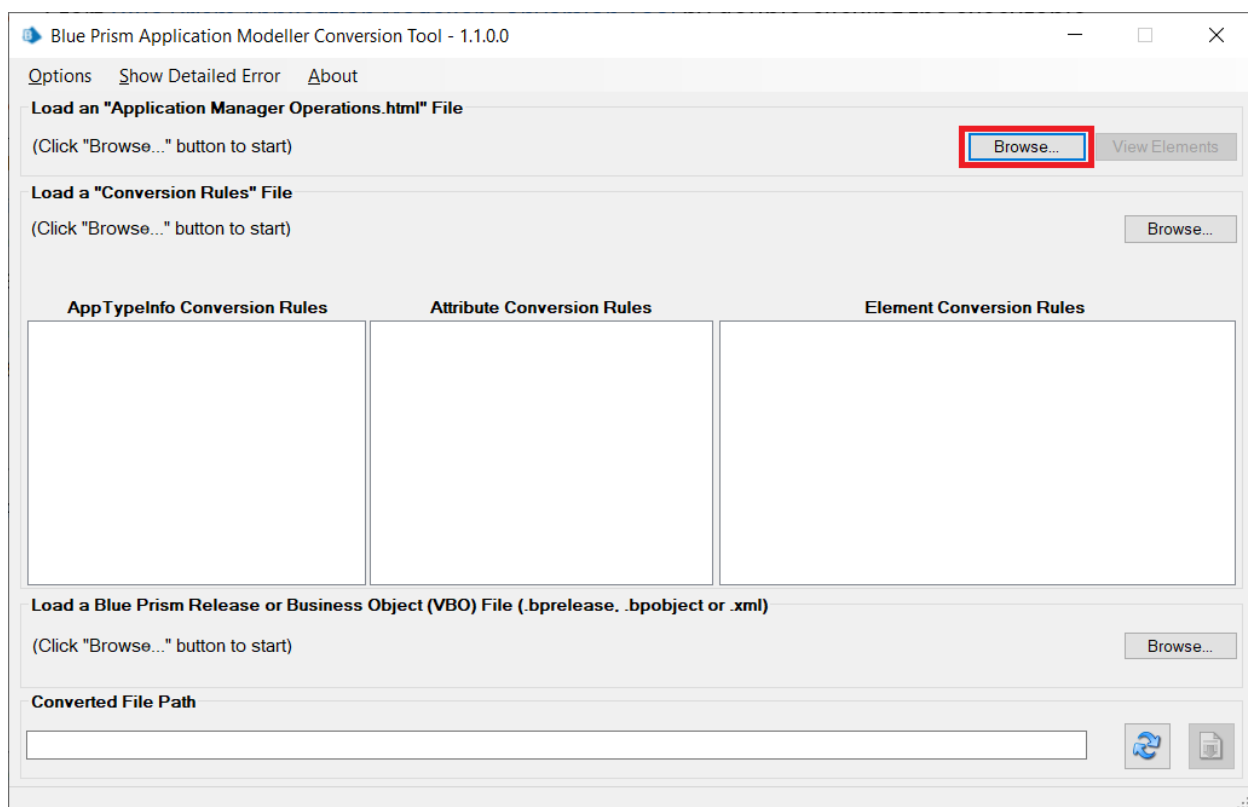 Blue Prism Application Modeller Conversion Tool - 1.1.0.0
Options Show Detailed Error About
Load an "Application Manager Operations.html" File
(Click "Browse..." button to start) Browse... View Elements
Load a "Conversion Rules" File
(Click "Browse..." button to start) Browse...
AppTypeInfo Conversion Rules Attribute Conversion Rules Element Conversion Rules
Load a Blue Prism Release or Business Object (VBO) File (.bprelease, .bpobject or .xml)
(Click "Browse..." button to start) Browse...
Converted File Path